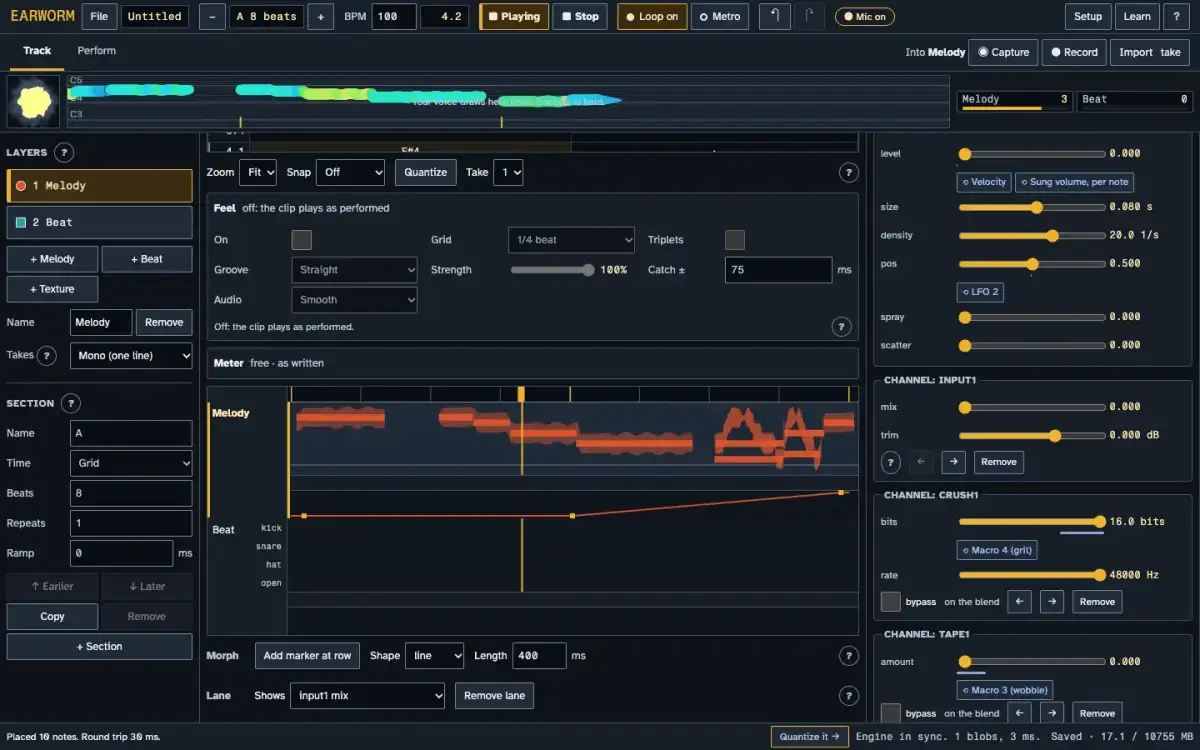 EARWORM File Untitled − A 8 beats + BPM 100 4.2 Playing Stop Loop on Metro Mic on Setup Learn ?
Track Perform Into Melody Capture Record Import take
C5
C4
C3
Your voice draws here
Melody 3 Beat 0
LAYERS ?
1 Melody
2 Beat
+ Melody + Beat
+ Texture
Name Melody Remove
Takes ? Mono (one line)
SECTION ?
Name A
Time Grid
Beats 8
Repeats 1
Ramp 0 ms
↑ Earlier ↓ Later
Copy Remove
+ Section
4.1 F#4
Zoom Fit Snap Off Quantize Take 1 ?
Feel off: the clip plays as performed
On Grid 1/4 beat Triplets
Groove Straight Strength 100% Catch ± 75 ms
Audio Smooth
Off: the clip plays as performed. ?
Meter free · as written
Melody
Beat kick
snare
hat
open
Morph Add marker at row Shape line Length 400 ms ?
Lane Shows input1 mix Remove lane ?
level 0.000
Velocity Sung volume, per note
size 0.080 s
density 20.0 1/s
pos 0.500
LFO 2
spray 0.000
scatter 0.000
CHANNEL: INPUT1
mix 0.000
trim 0.000 dB
? ← → Remove
CHANNEL: CRUSH1
bits 16.0 bits
Macro 4 (grit)
rate 48000 Hz
bypass on the blend ← → Remove
CHANNEL: TAPE1
amount 0.000
Macro 3 (wobble)
bypass on the blend ← → Remove
Placed 10 notes. Round trip 30 ms. Quantize it → Engine in sync. 1 blobs, 3 ms. Saved · 17.1 / 10755 MB